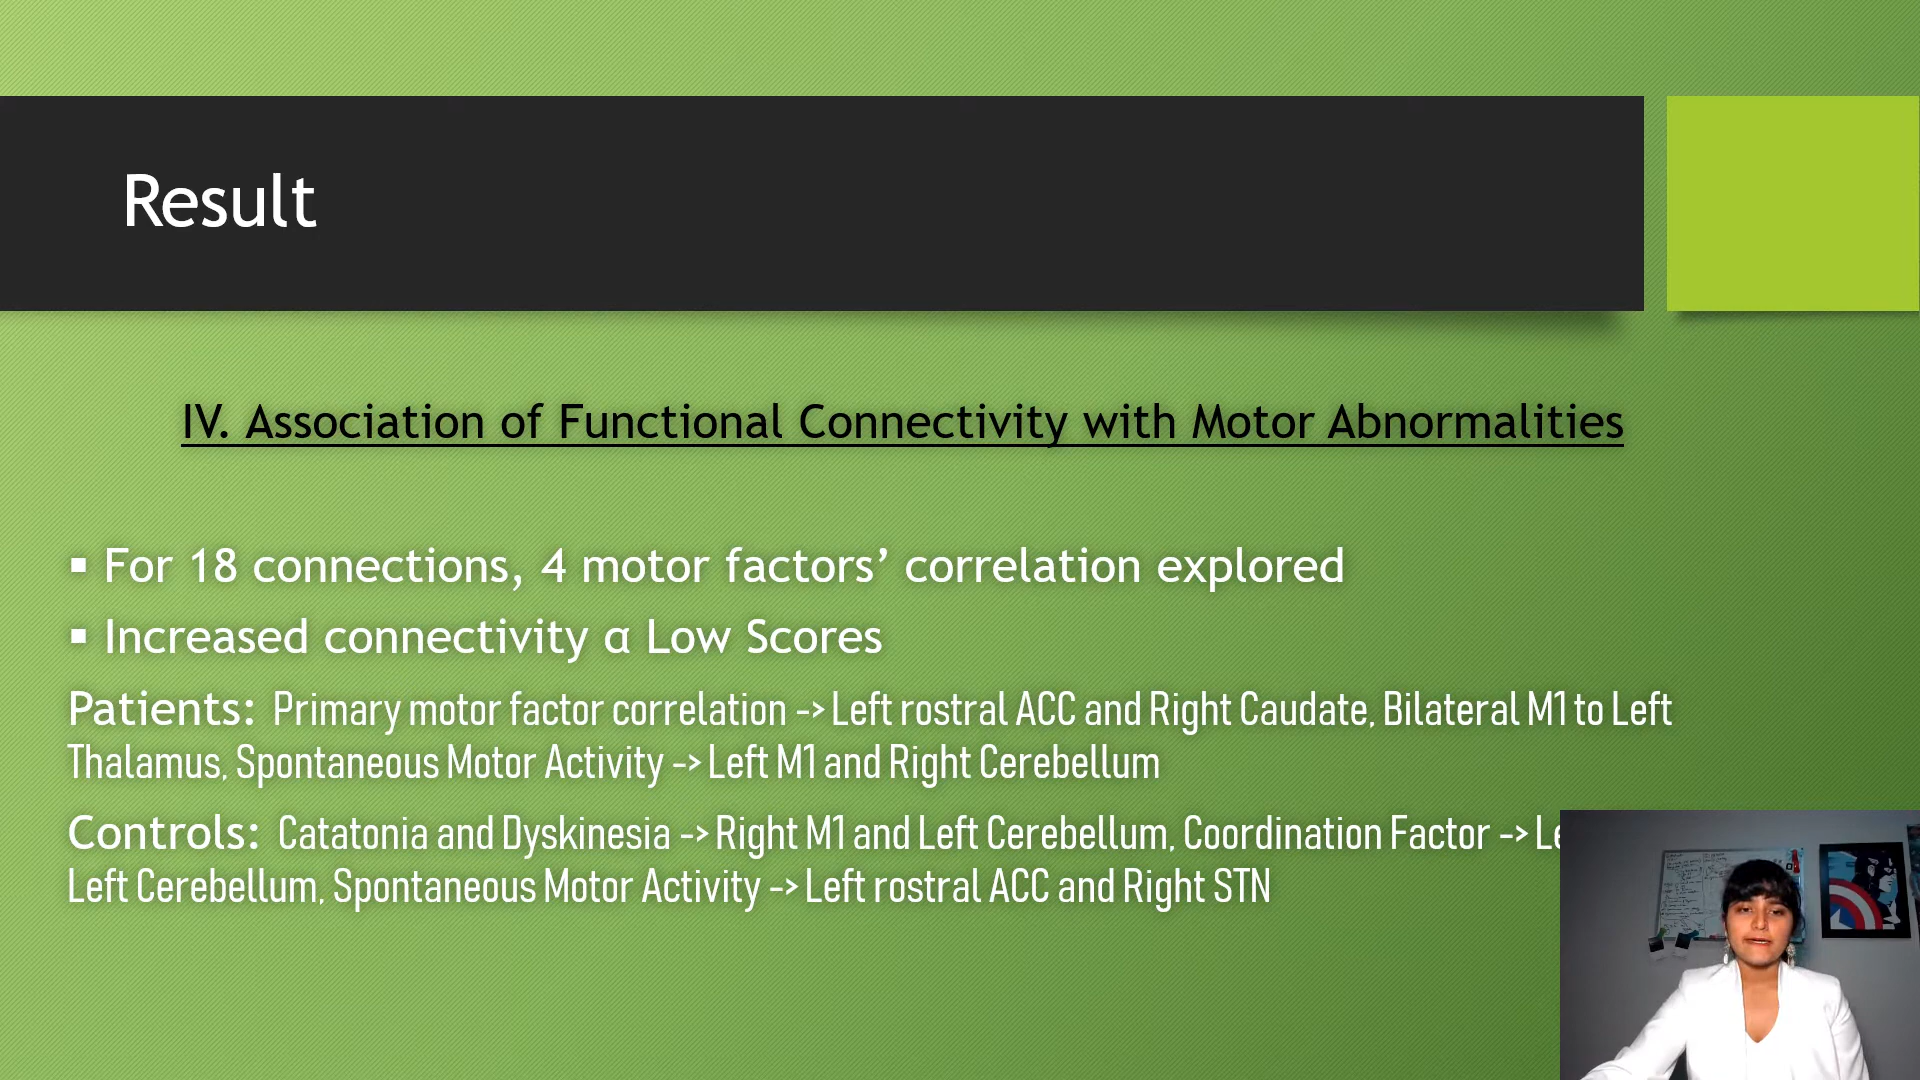 Result
IV. Association of Functional Connectivity with Motor Abnormalities
▪ For 18 connections, 4 motor factors’ correlation explored
▪ Increased connectivity α Low Scores
Patients: Primary motor factor correlation -> Left rostral ACC and Right Caudate, Bilateral M1 to Left
Thalamus, Spontaneous Motor Activity -> Left M1 and Right Cerebellum
Controls: Catatonia and Dyskinesia -> Right M1 and Left Cerebellum, Coordination Factor ->
Left Cerebellum, Spontaneous Motor Activity -> Left rostral ACC and Right STN